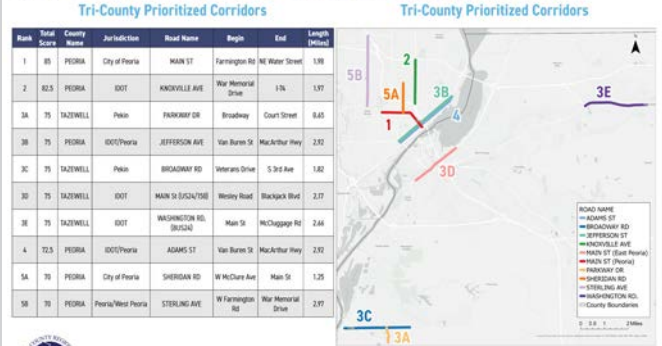 Tri-County Prioritized Corridors
Rank Total Score County Name Jurisdiction Road Name Begin End Length (Miles)
1 85 PEORIA City of Peoria MAIN ST Farmington Rd NE Water Street 1.98
2 82.5 PEORIA IDOT KNOXVILLE AVE War Memorial Drive I-74 1.97
3A 75 TAZEWELL Pekin PARKWAY DR Broadway Court Street 0.65
3B 75 PEORIA IDOT/Peoria JEFFERSON AVE Van Buren St MacArthur Hwy 2.92
3C 75 TAZEWELL Pekin BROADWAY RD Veterans Drive S 3rd Ave 1.82
3D 75 TAZEWELL IDOT MAIN St (US24/150) Wesley Road Blackjack Blvd 2.17
3E 75 TAZEWELL IDOT WASHINGTON RD. (BUS24) Main St McCluggage Rd 2.66
4 72.5 PEORIA IDOT/Peoria ADAMS ST Van Buren St MacArthur Hwy 2.92
5A 70 PEORIA City of Peoria SHERIDAN RD W McClure Ave Main St 1.25
5B 70 PEORIA Peoria/West Peoria STERLING AVE W Farmington Rd War Memorial Drive 2.97
Tri-County Prioritized Corridors
N
5B
2
5A
3B
3E
1
4
3D
3C
3A
ROAD NAME
ADAMS ST
BROADWAY RD
JEFFERSON ST
KNOXVILLE AVE
MAIN ST (East Peoria)
MAIN ST (Peoria)
PARKWAY DR
SHERIDAN RD
STERLING AVE
WASHINGTON RD.
County Boundaries
0 0.5 1 2 Miles